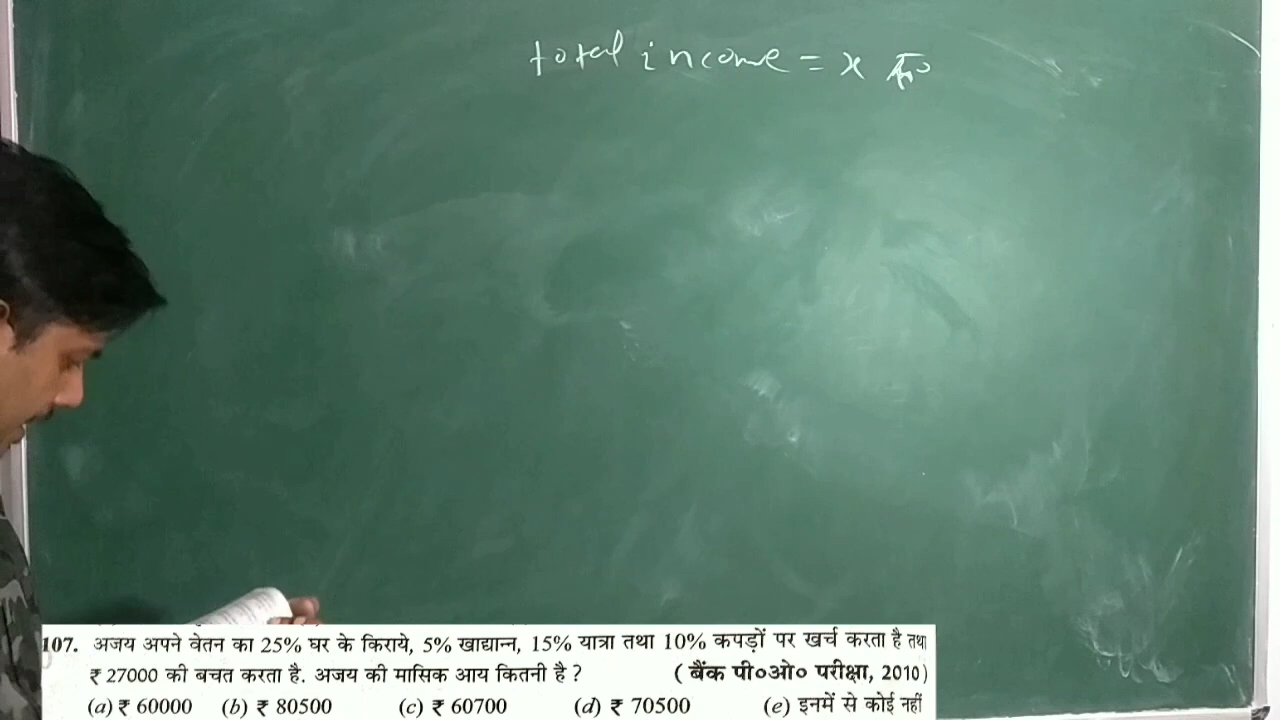 total income = x रु०
107. अजय अपने वेतन का 25% घर के किराये, 5% खाद्यान्न, 15% यात्रा तथा 10% कपड़ों पर खर्च करता है तथा
₹ 27000 की बचत करता है. अजय की मासिक आय कितनी है ? ( बैंक पी०ओ० परीक्षा, 2010)
(a) ₹ 60000 (b) ₹ 80500 (c) ₹ 60700 (d) ₹ 70500 (e) इनमें से कोई नहीं